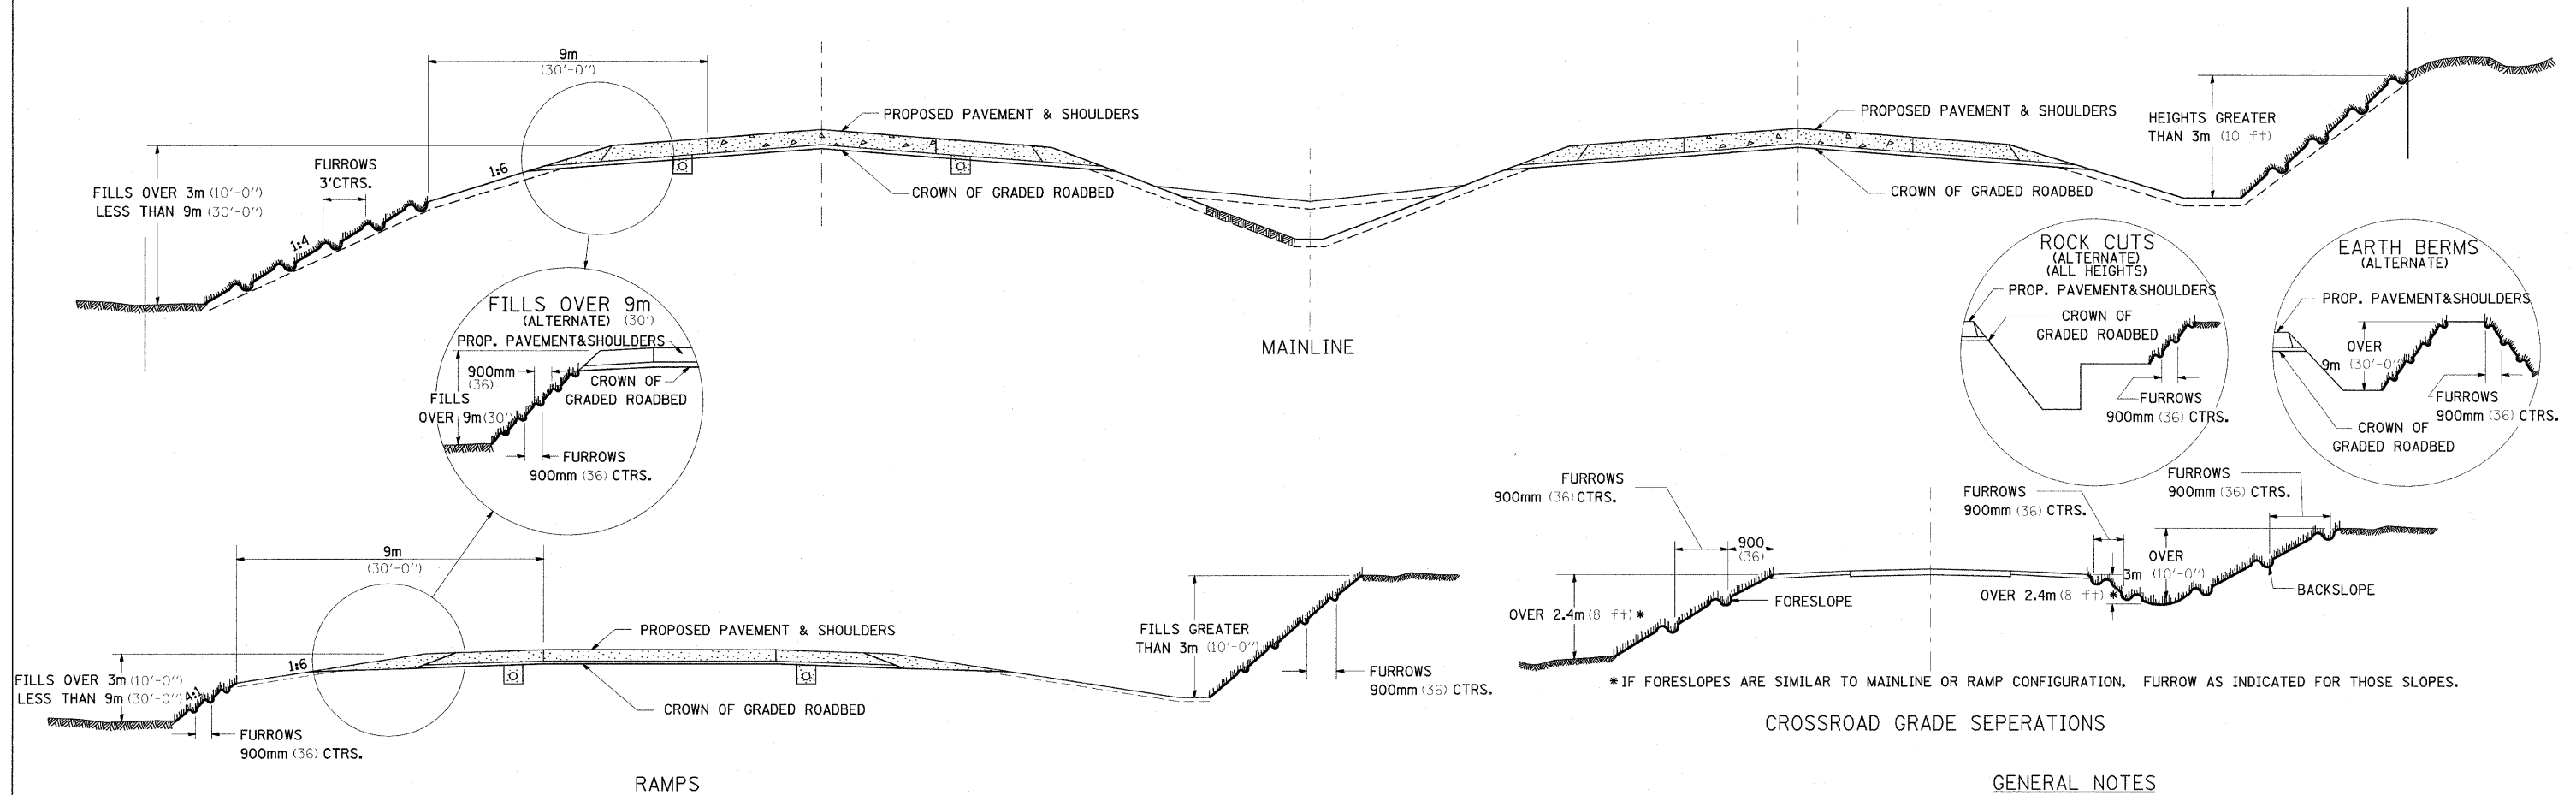 9m
(30'-0")
PROPOSED PAVEMENT & SHOULDERS
CROWN OF GRADED ROADBED
FURROWS
3'CTRS.
FILLS OVER 3m (10'-0")
LESS THAN 9m (30'-0")
1:6
1:4
PROPOSED PAVEMENT & SHOULDERS
CROWN OF GRADED ROADBED
HEIGHTS GREATER
THAN 3m (10 ft)
MAINLINE
FILLS OVER 9m
(ALTERNATE) (30')
PROP. PAVEMENT&SHOULDERS
900mm
(36)
CROWN OF
GRADED ROADBED
FILLS
OVER 9m(30')
FURROWS
900mm (36) CTRS.
ROCK CUTS
(ALTERNATE)
(ALL HEIGHTS)
PROP. PAVEMENT&SHOULDERS
CROWN OF
GRADED ROADBED
FURROWS
900mm (36) CTRS.
EARTH BERMS
(ALTERNATE)
PROP. PAVEMENT&SHOULDERS
OVER
9m (30'-0")
FURROWS
900mm (36) CTRS.
CROWN OF
GRADED ROADBED
9m
(30'-0")
1:6
FILLS OVER 3m (10'-0")
LESS THAN 9m (30'-0")
4:1
FURROWS
900mm (36) CTRS.
PROPOSED PAVEMENT & SHOULDERS
CROWN OF GRADED ROADBED
FILLS GREATER
THAN 3m (10'-0")
FURROWS
900mm (36) CTRS.
RAMPS
FURROWS
900mm (36) CTRS.
900
(36)
OVER 2.4m (8 ft)*
FORESLOPE
FURROWS
900mm (36) CTRS.
FURROWS
900mm (36) CTRS.
OVER
3m (10'-0")
OVER 2.4m (8 ft)*
BACKSLOPE
*IF FORESLOPES ARE SIMILAR TO MAINLINE OR RAMP CONFIGURATION, FURROW AS INDICATED FOR THOSE SLOPES.
CROSSROAD GRADE SEPERATIONS
GENERAL NOTES